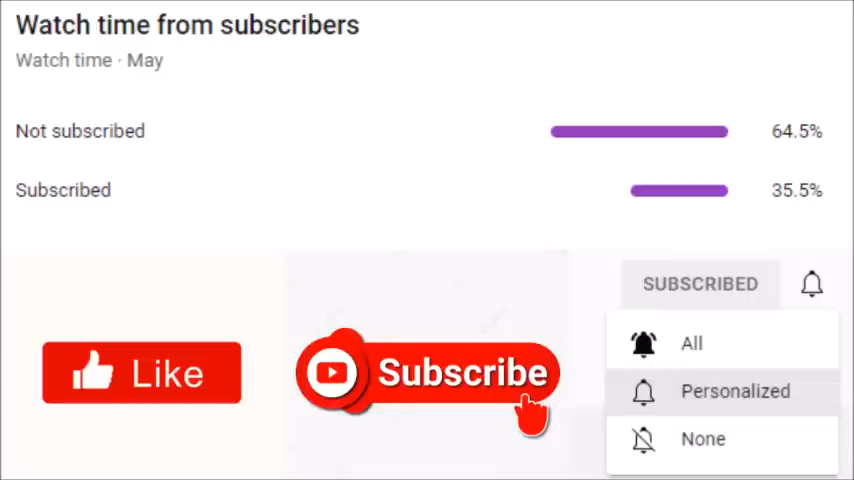 Watch time from subscribers
Watch time · May
Not subscribed 64.5%
Subscribed 35.5%
SUBSCRIBED
Like
Subscribe
All
Personalized
None